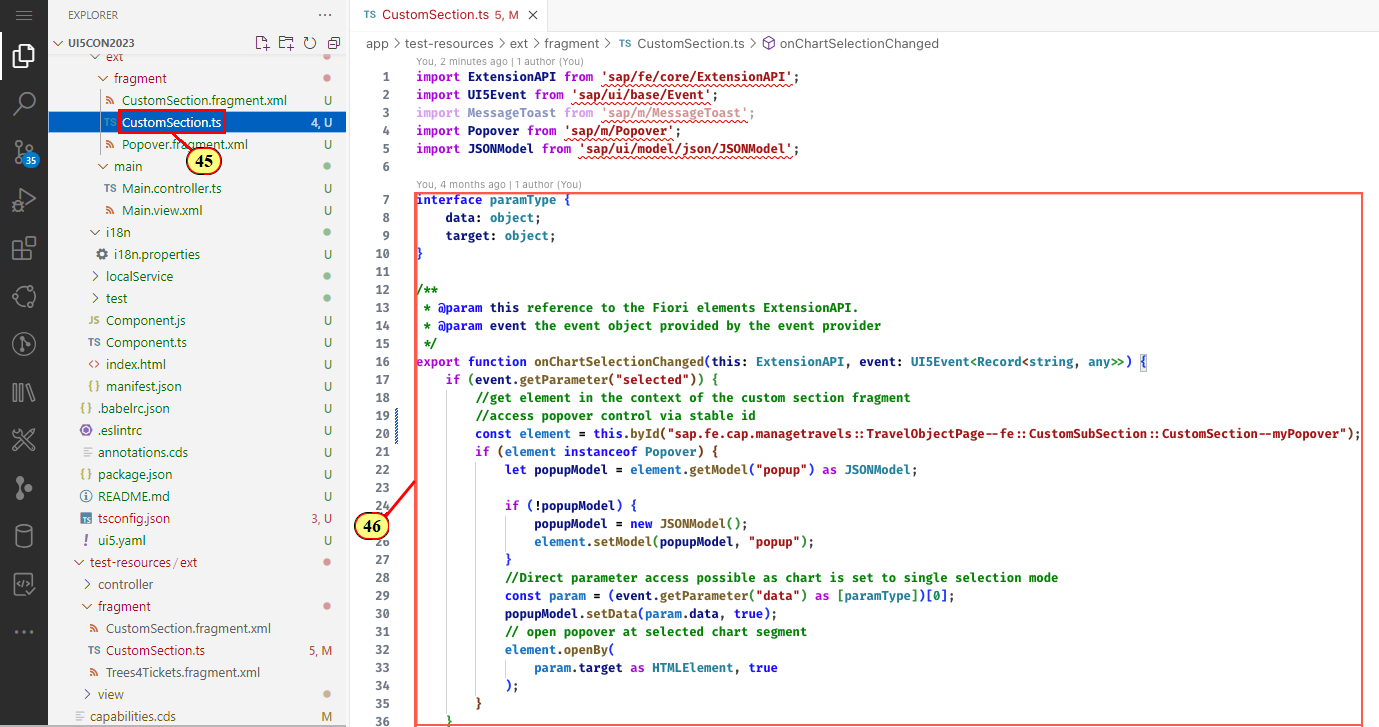 EXPLORER
···
UI5CON2023
ext
fragment
CustomSection.fragment.xml U
TS CustomSection.ts 4, U
Popover.fragment.xml U
45
main
TS Main.controller.ts U
Main.view.xml U
i18n
i18n.properties U
localService
test
JS Component.js U
TS Component.ts U
<> index.html U
{} manifest.json U
{} .babelrc.json U
.eslintrc U
annotations.cds U
{} package.json U
README.md U
TS tsconfig.json 3, U
! ui5.yaml U
test-resources / ext
controller
fragment
CustomSection.fragment.xml
TS CustomSection.ts 5, M
Trees4Tickets.fragment.xml
view
capabilities.cds M
35
TS CustomSection.ts 5, M
app > test-resources > ext > fragment > TS CustomSection.ts > onChartSelectionChanged
You, 2 minutes ago | 1 author (You)
1 import ExtensionAPI from 'sap/fe/core/ExtensionAPI';
2 import UI5Event from 'sap/ui/base/Event';
3 import MessageToast from 'sap/m/MessageToast';
4 import Popover from 'sap/m/Popover';
5 import JSONModel from 'sap/ui/model/json/JSONModel';
6
You, 4 months ago | 1 author (You)
7 interface paramType {
8 data: object;
9 target: object;
10 }
11
12 /**
13 * @param this reference to the Fiori elements ExtensionAPI.
14 * @param event the event object provided by the event provider
15 */
16 export function onChartSelectionChanged(this: ExtensionAPI, event: UI5Event<Record<string, any>>) {
17 if (event.getParameter("selected")) {
18 //get element in the context of the custom section fragment
19 //access popover control via stable id
20 const element = this.byId("sap.fe.cap.managetravels::TravelObjectPage--fe::CustomSubSection::CustomSection--myPopover");
21 if (element instanceof Popover) {
22 let popupModel = element.getModel("popup") as JSONModel;
23
24 if (!popupModel) {
46 popupModel = new JSONModel();
26 element.setModel(popupModel, "popup");
27 }
28 //Direct parameter access possible as chart is set to single selection mode
29 const param = (event.getParameter("data") as [paramType])[0];
30 popupModel.setData(param.data, true);
31 // open popover at selected chart segment
32 element.openBy(
33 param.target as HTMLElement, true
34 );
35 }
36 }